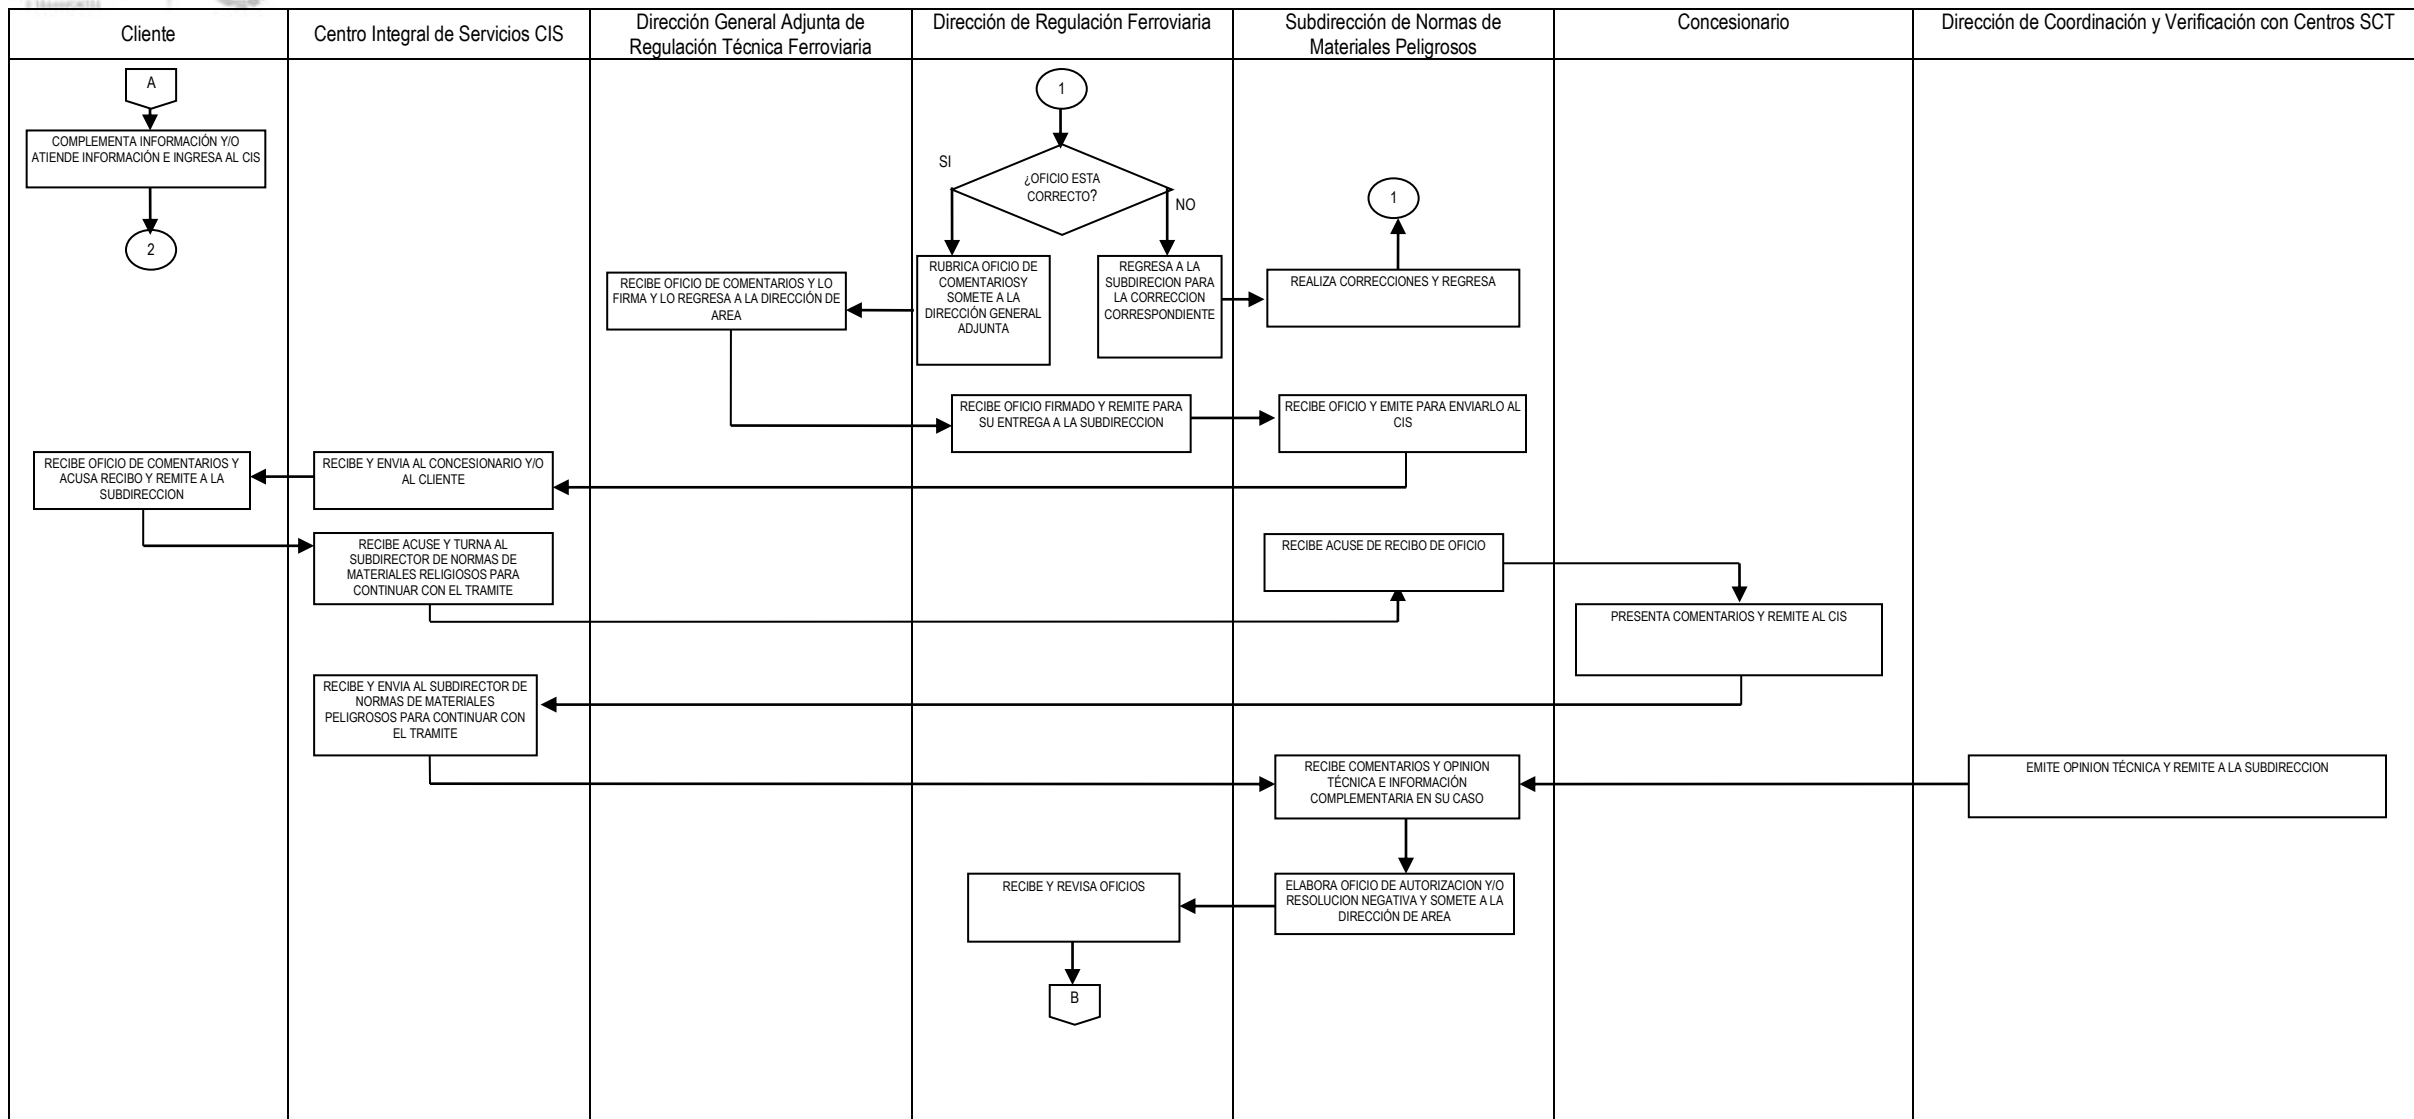 Cliente
Centro Integral de Servicios CIS
Dirección General Adjunta de
Regulación Técnica Ferroviaria
Dirección de Regulación Ferroviaria
Subdirección de Normas de
Materiales Peligrosos
Concesionario
Dirección de Coordinación y Verificación con Centros SCT
A
1
COMPLEMENTA INFORMACIÓN Y/O
ATIENDE INFORMACIÓN E INGRESA AL CIS
SI
¿OFICIO ESTA
CORRECTO?
NO
1
2
RECIBE OFICIO DE COMENTARIOS Y LO
FIRMA Y LO REGRESA A LA DIRECCIÓN DE
AREA
RUBRICA OFICIO DE
COMENTARIOSY
SOMETE A LA
DIRECCIÓN GENERAL
ADJUNTA
REGRESA A LA
SUBDIRECION PARA
LA CORRECCION
CORRESPONDIENTE
REALIZA CORRECCIONES Y REGRESA
RECIBE OFICIO FIRMADO Y REMITE PARA
SU ENTREGA A LA SUBDIRECCION
RECIBE OFICIO Y EMITE PARA ENVIARLO AL
CIS
RECIBE OFICIO DE COMENTARIOS Y
ACUSA RECIBO Y REMITE A LA
SUBDIRECCION
RECIBE Y ENVIA AL CONCESIONARIO Y/O
AL CLIENTE
RECIBE ACUSE Y TURNA AL
SUBDIRECTOR DE NORMAS DE
MATERIALES RELIGIOSOS PARA
CONTINUAR CON EL TRAMITE
RECIBE ACUSE DE RECIBO DE OFICIO
PRESENTA COMENTARIOS Y REMITE AL CIS
RECIBE Y ENVIA AL SUBDIRECTOR DE
NORMAS DE MATERIALES
PELIGROSOS PARA CONTINUAR CON
EL TRAMITE
RECIBE COMENTARIOS Y OPINION
TÉCNICA E INFORMACIÓN
COMPLEMENTARIA EN SU CASO
EMITE OPINION TÉCNICA Y REMITE A LA SUBDIRECCION
RECIBE Y REVISA OFICIOS
ELABORA OFICIO DE AUTORIZACION Y/O
RESOLUCION NEGATIVA Y SOMETE A LA
DIRECCIÓN DE AREA
B